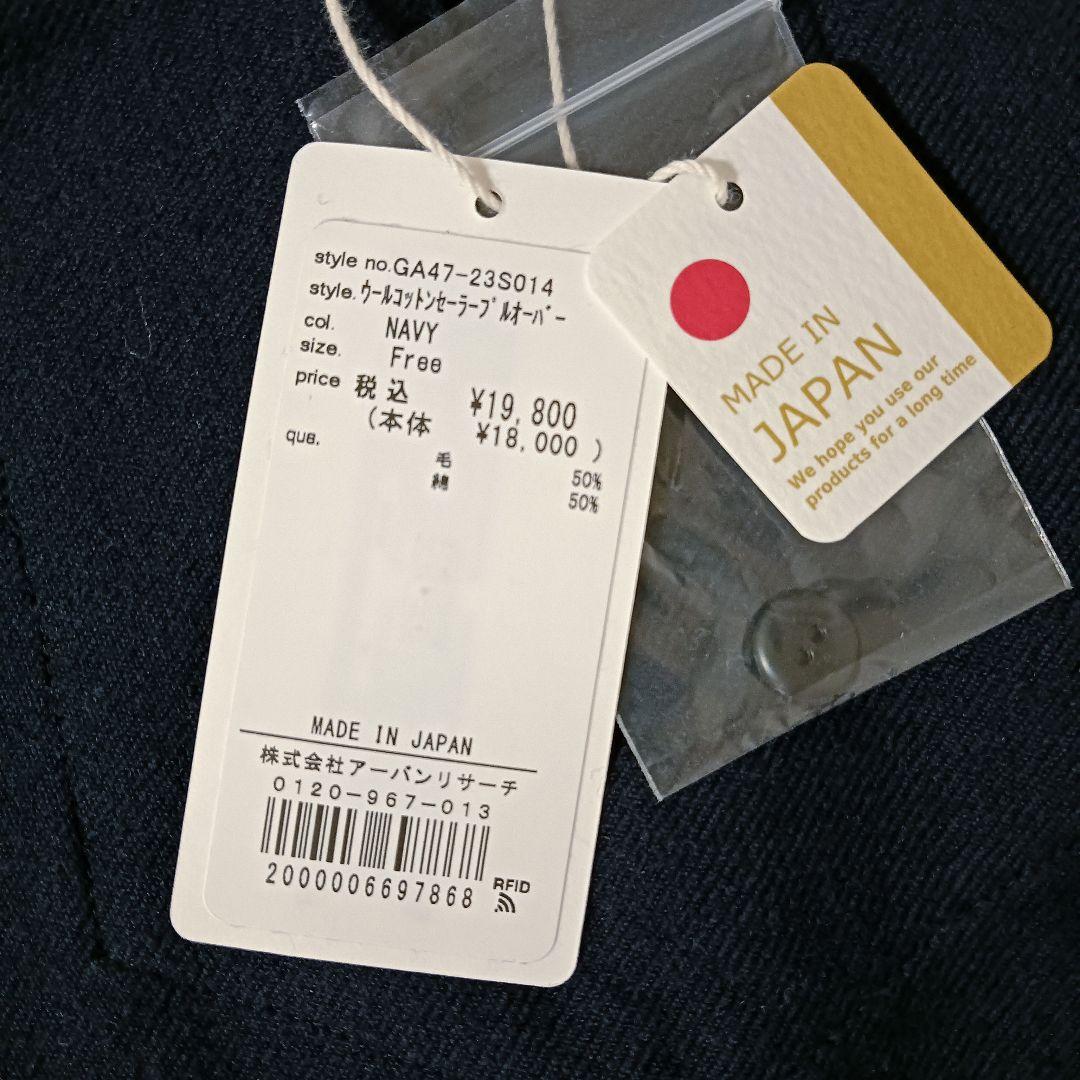 style no. GA47-23S014
style. ｳｰﾙｺｯﾄﾝｾｰﾗｰﾌﾟﾙｵｰﾊﾞｰ
col. NAVY
size. Free
price 税込 ¥19,800
(本体 ¥18,000 )
qua.
毛 50%
綿 50%
MADE IN JAPAN
株式会社アーバンリサーチ
0120-967-013
2000006697868
RFID
MADE IN
JAPAN
We hope you use our
products for a long time